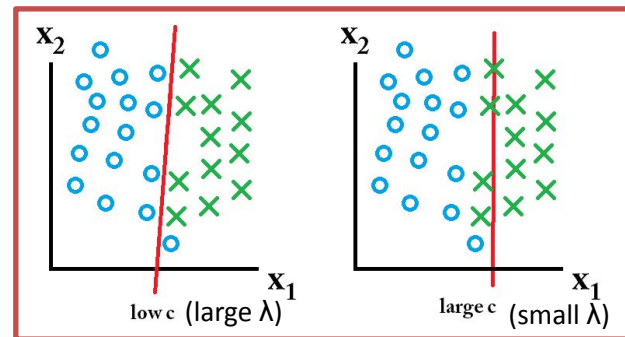 x2
x1
low c (large λ)
x2
x1
large c (small λ)